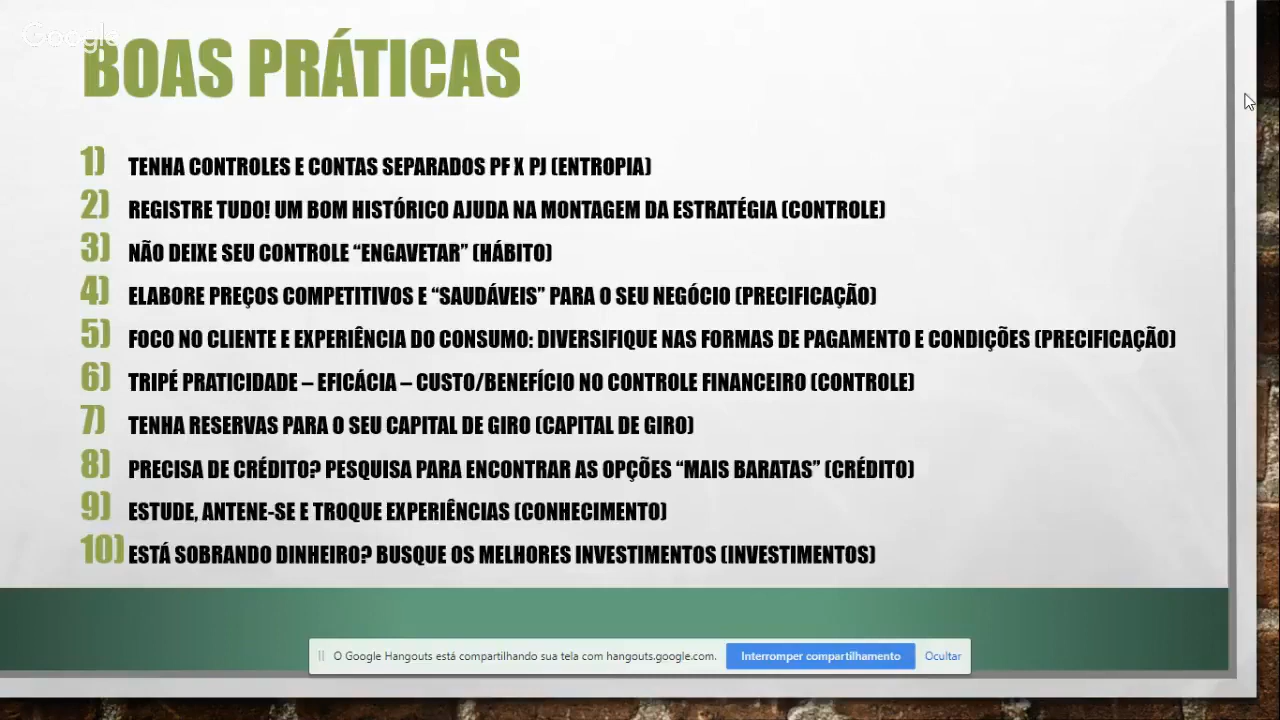 Google
BOAS PRÁTICAS
1) TENHA CONTROLES E CONTAS SEPARADOS PF X PJ (ENTROPIA)
2) REGISTRE TUDO! UM BOM HISTÓRICO AJUDA NA MONTAGEM DA ESTRATÉGIA (CONTROLE)
3) NÃO DEIXE SEU CONTROLE “ENGAVETAR” (HÁBITO)
4) ELABORE PREÇOS COMPETITIVOS E “SAUDÁVEIS” PARA O SEU NEGÓCIO (PRECIFICAÇÃO)
5) FOCO NO CLIENTE E EXPERIÊNCIA DO CONSUMO: DIVERSIFIQUE NAS FORMAS DE PAGAMENTO E CONDIÇÕES (PRECIFICAÇÃO)
6) TRIPÉ PRATICIDADE – EFICÁCIA – CUSTO/BENEFÍCIO NO CONTROLE FINANCEIRO (CONTROLE)
7) TENHA RESERVAS PARA O SEU CAPITAL DE GIRO (CAPITAL DE GIRO)
8) PRECISA DE CRÉDITO? PESQUISA PARA ENCONTRAR AS OPÇÕES “MAIS BARATAS” (CRÉDITO)
9) ESTUDE, ANTENE-SE E TROQUE EXPERIÊNCIAS (CONHECIMENTO)
10) ESTÁ SOBRANDO DINHEIRO? BUSQUE OS MELHORES INVESTIMENTOS (INVESTIMENTOS)
O Google Hangouts está compartilhando sua tela com hangouts.google.com. Interromper compartilhamento Ocultar